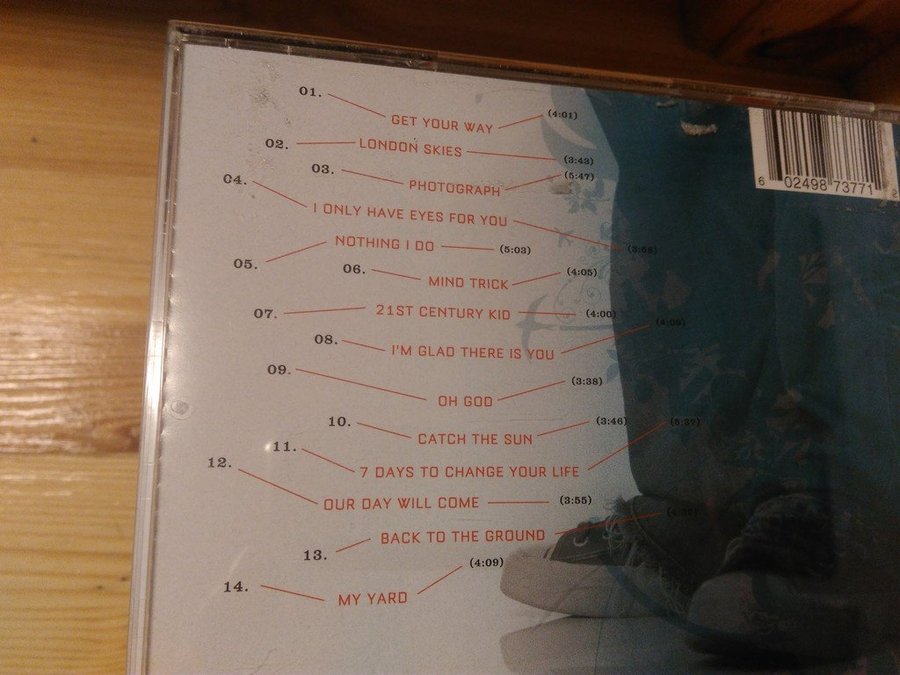 01. GET YOUR WAY (4:01)
02. LONDON SKIES (3:43)
03. PHOTOGRAPH (5:47)
04. I ONLY HAVE EYES FOR YOU
05. NOTHING I DO (5:03)
06. MIND TRICK (4:05)
07. 21ST CENTURY KID (4:00)
08. I'M GLAD THERE IS YOU (4:09)
09. OH GOD (3:38)
10. CATCH THE SUN (3:46)
11. 7 DAYS TO CHANGE YOUR LIFE (5:37)
12. OUR DAY WILL COME (3:55)
13. BACK TO THE GROUND
14. MY YARD (4:09)
6 02498 73771